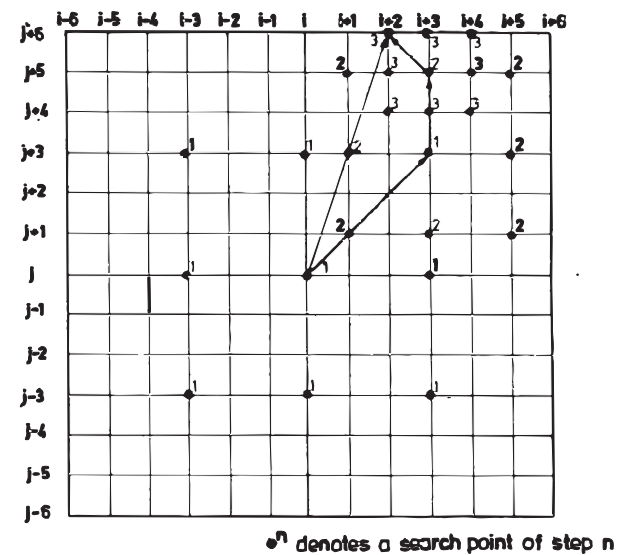 i-6 i-5 i-4 i-3 i-2 i-1 i i+1 i+2 i+3 i+4 i+5 i+6
j+6 3 3 3
j+5 2 3 2 3 2
j+4 3 3 3
j+3 1 1 2 1 2
j+2
j+1 2 2 2
j 1 1 1
j-1
j-2
j-3 1 1 1
j-4
j-5
j-6
•n denotes a search point of step n